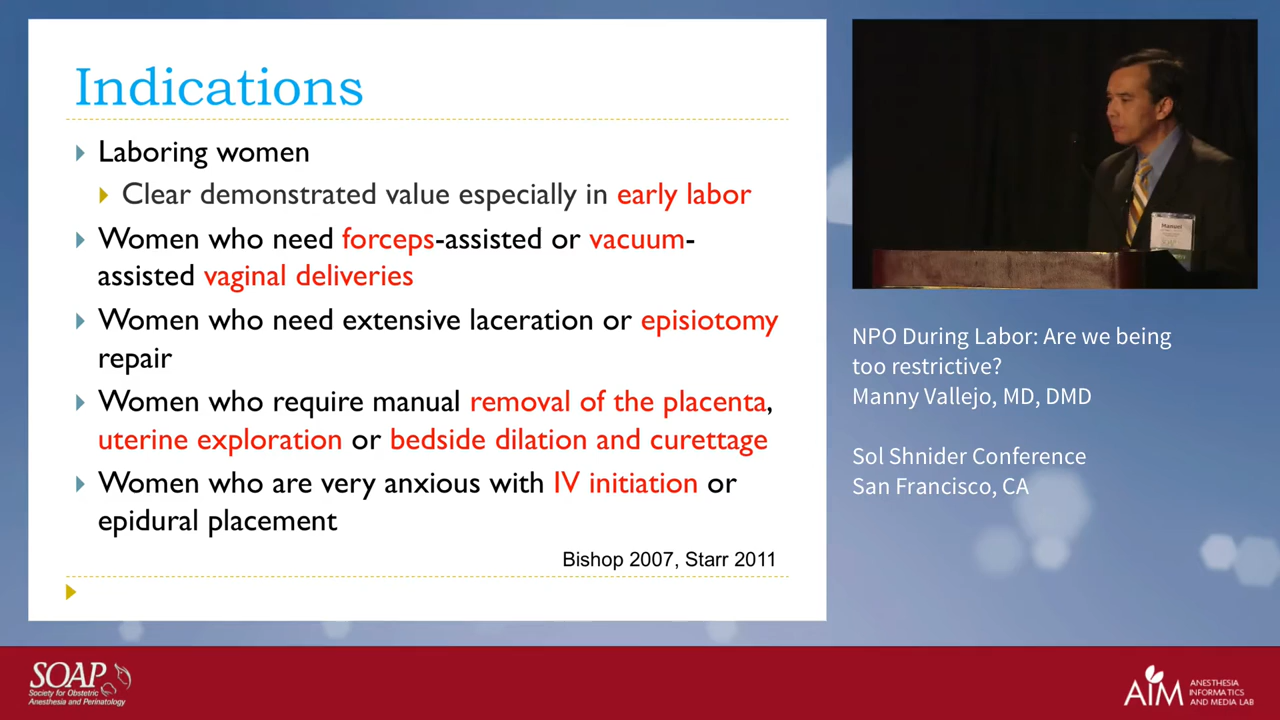 Indications
Laboring women
Clear demonstrated value especially in early labor
Women who need forceps-assisted or vacuum-
assisted vaginal deliveries
Women who need extensive laceration or episiotomy
repair
Women who require manual removal of the placenta,
uterine exploration or bedside dilation and curettage
Women who are very anxious with IV initiation or
epidural placement
Bishop 2007, Starr 2011
Manuel
NPO During Labor: Are we being
too restrictive?
Manny Vallejo, MD, DMD
Sol Shnider Conference
San Francisco, CA
SOAP
Society for Obstetric
Anesthesia and Perinatology
AIM
ANESTHESIA
INFORMATICS
AND MEDIA LAB